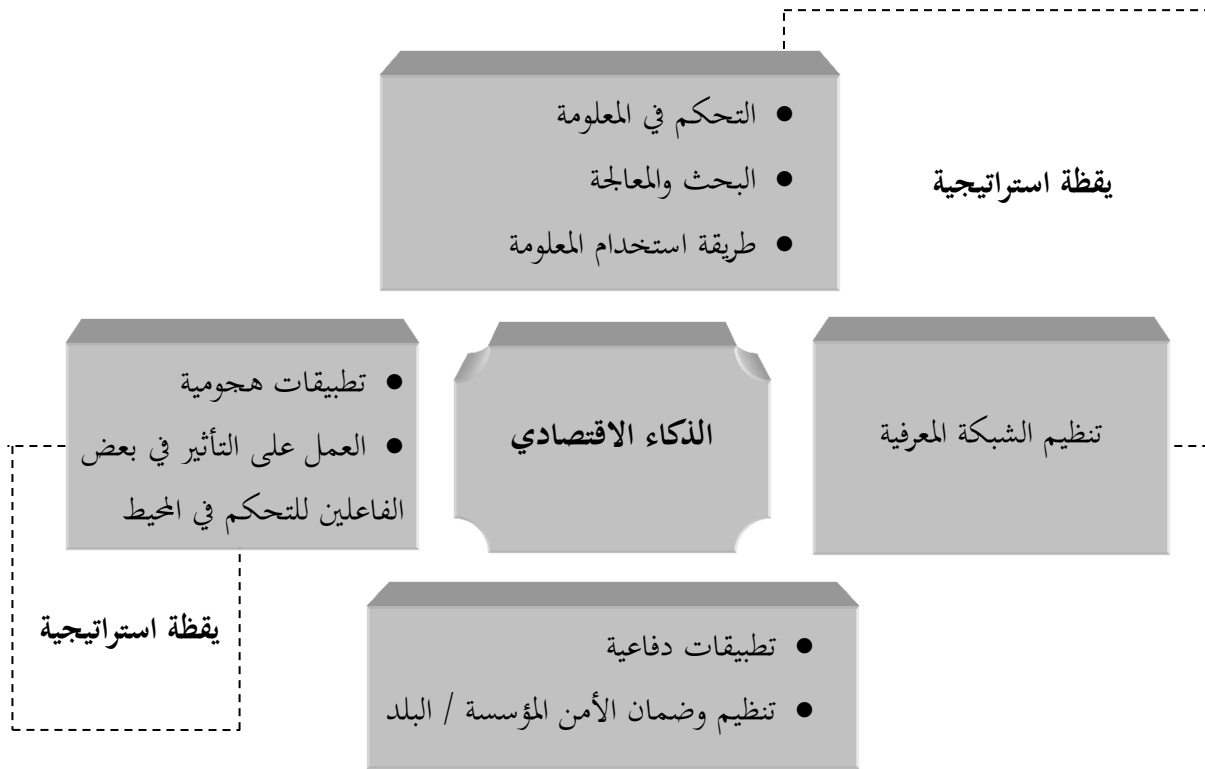 ● التحكم في المعلومة
● البحث والمعالجة
● طريقة استخدام المعلومة
يقظة استراتيجية
تنظيم الشبكة المعرفية
الذكاء الاقتصادي
● تطبيقات هجومية
● العمل على التأثير في بعض
الفاعلين للتحكم في المحيط
يقظة استراتيجية
● تطبيقات دفاعية
● تنظيم وضمان الأمن المؤسسة / البلد